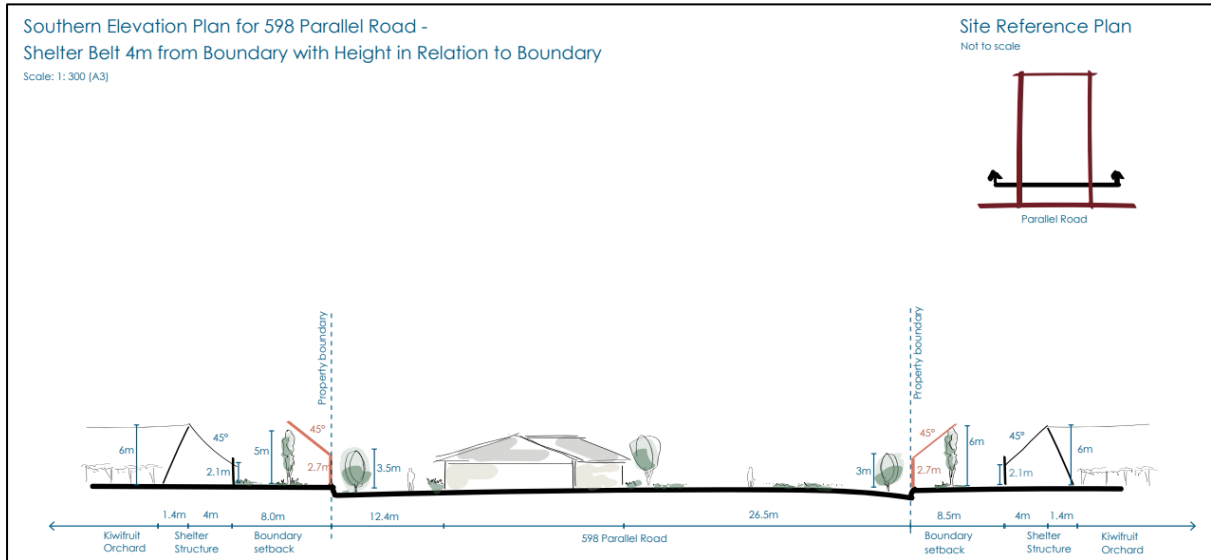 Southern Elevation Plan for 598 Parallel Road -
Shelter Belt 4m from Boundary with Height in Relation to Boundary
Scale: 1: 300 (A3)
Site Reference Plan
Not to scale
Parallel Road
Property boundary
Property boundary
6m
45°
2.1m
5m
45°
2.7m
3.5m
3m
45°
2.7m
6m
45°
2.1m
6m
1.4m 4m 8.0m 12.4m 26.5m 8.5m 4m 1.4m
Kiwifruit Orchard
Shelter Structure
Boundary setback
598 Parallel Road
Boundary setback
Shelter Structure
Kiwifruit Orchard